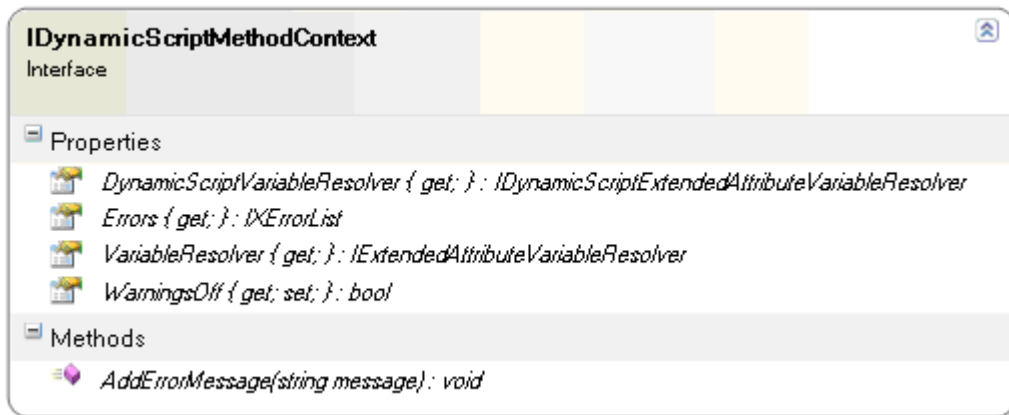 IDynamicScriptMethodContext
Interface
Properties
DynamicScriptVariableResolver { get; } : IDynamicScriptExtendedAttributeVariableResolver
Errors { get; } : IXErrorList
VariableResolver { get; } : IExtendedAttributeVariableResolver
WarningsOff { get; set; } : bool
Methods
AddErrorMessage(string message) : void